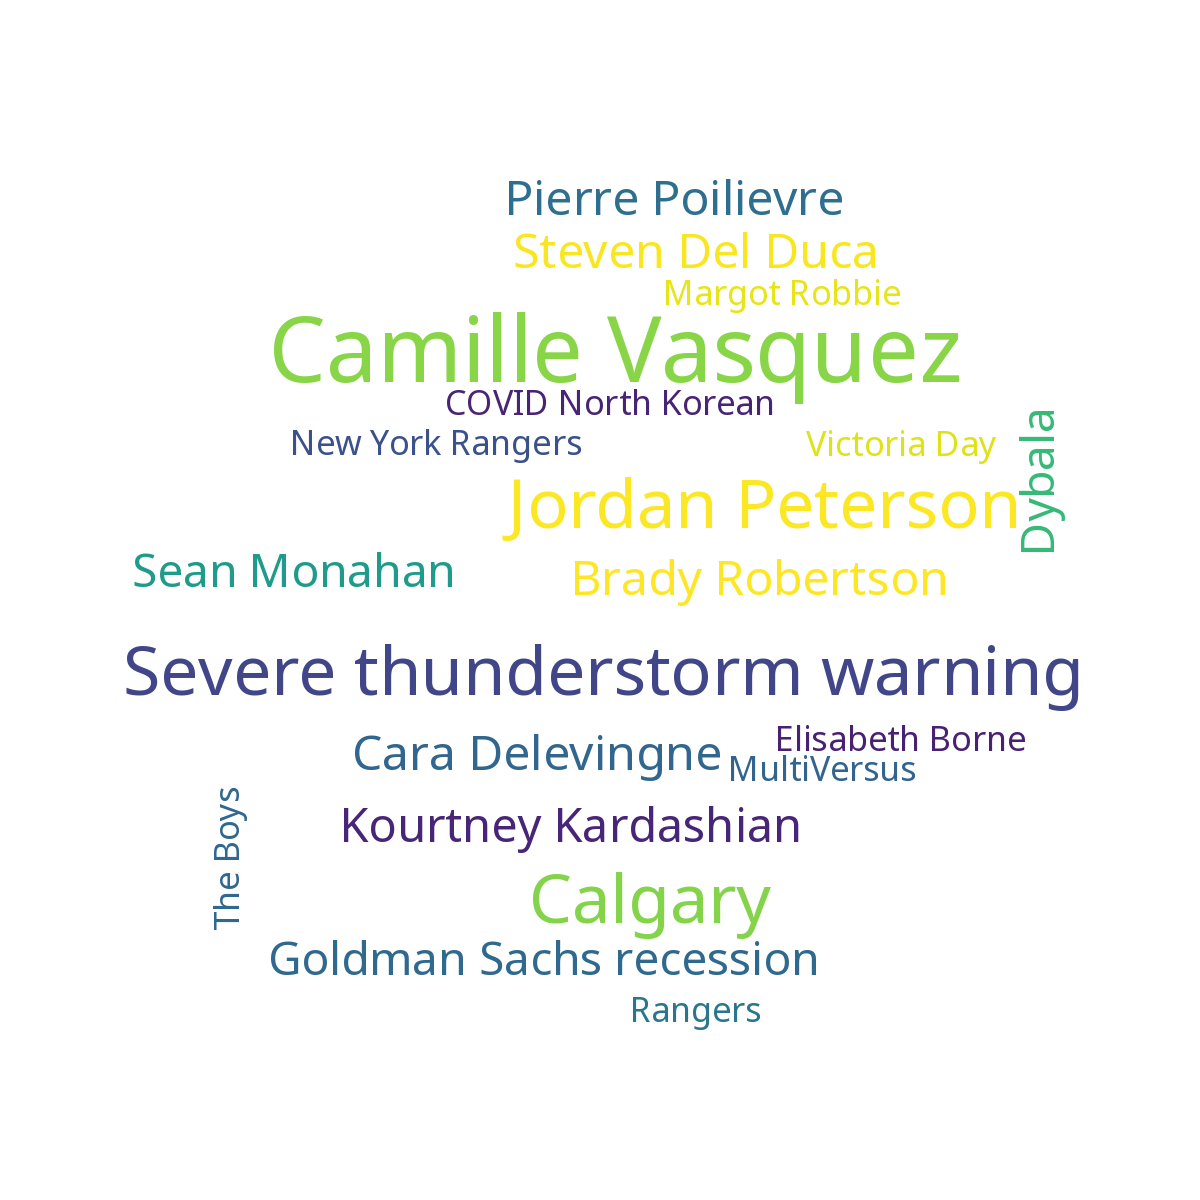 Pierre Poilievre
Steven Del Duca
Margot Robbie
Camille Vasquez
COVID North Korean
New York Rangers
Victoria Day
Dybala
Jordan Peterson
Sean Monahan
Brady Robertson
Severe thunderstorm warning
Elisabeth Borne
Cara Delevingne
MultiVersus
The Boys
Kourtney Kardashian
Calgary
Goldman Sachs recession
Rangers